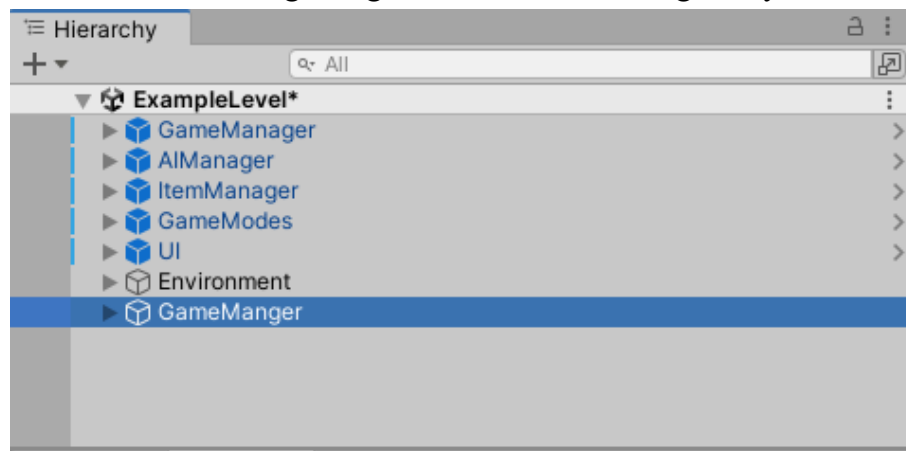 Hierarchy
All
ExampleLevel*
GameManager
AIManager
ItemManager
GameModes
UI
Environment
GameManger